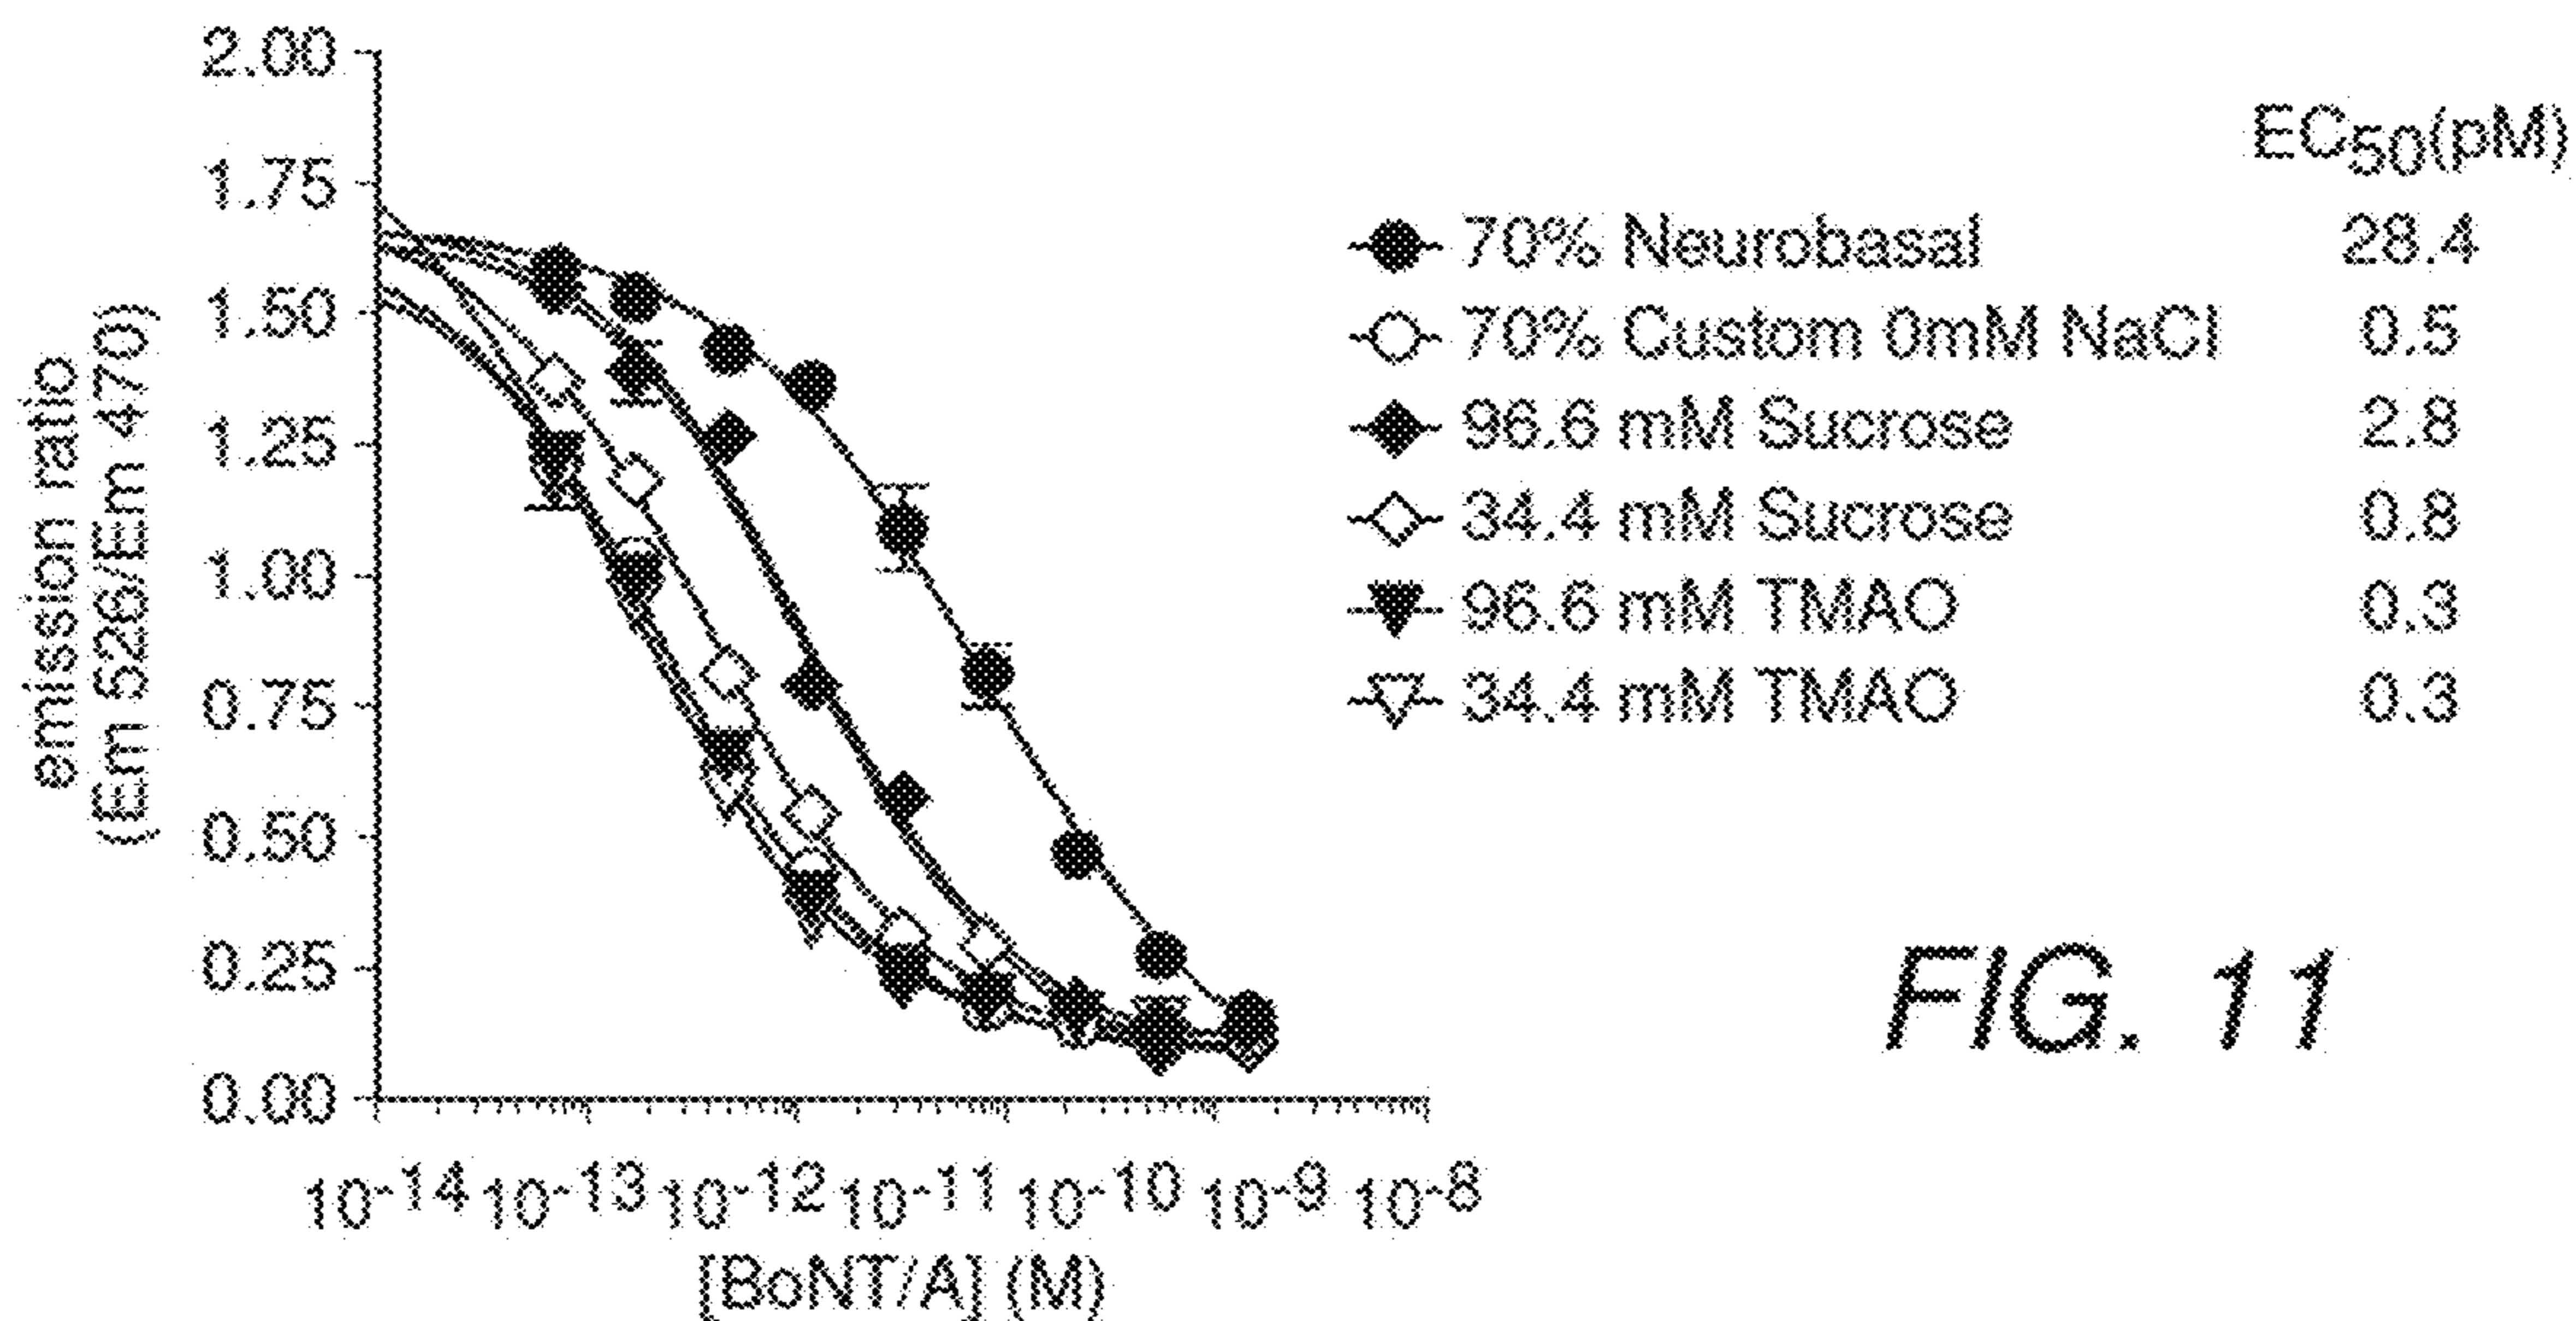 2.00
1.75
1.50
1.25
1.00
0.75
0.50
0.25
0.00
emission ratio
(Em 526/Em 470)
10-14 10-13 10-12 10-11 10-10 10-9 10-8
[BoNT/A] (M)
EC50(pM)
70% Neurobasal 28.4
70% Custom 0mM NaCl 0.5
96.6 mM Sucrose 2.8
34.4 mM Sucrose 0.8
96.6 mM TMAO 0.3
34.4 mM TMAO 0.3
FIG. 11